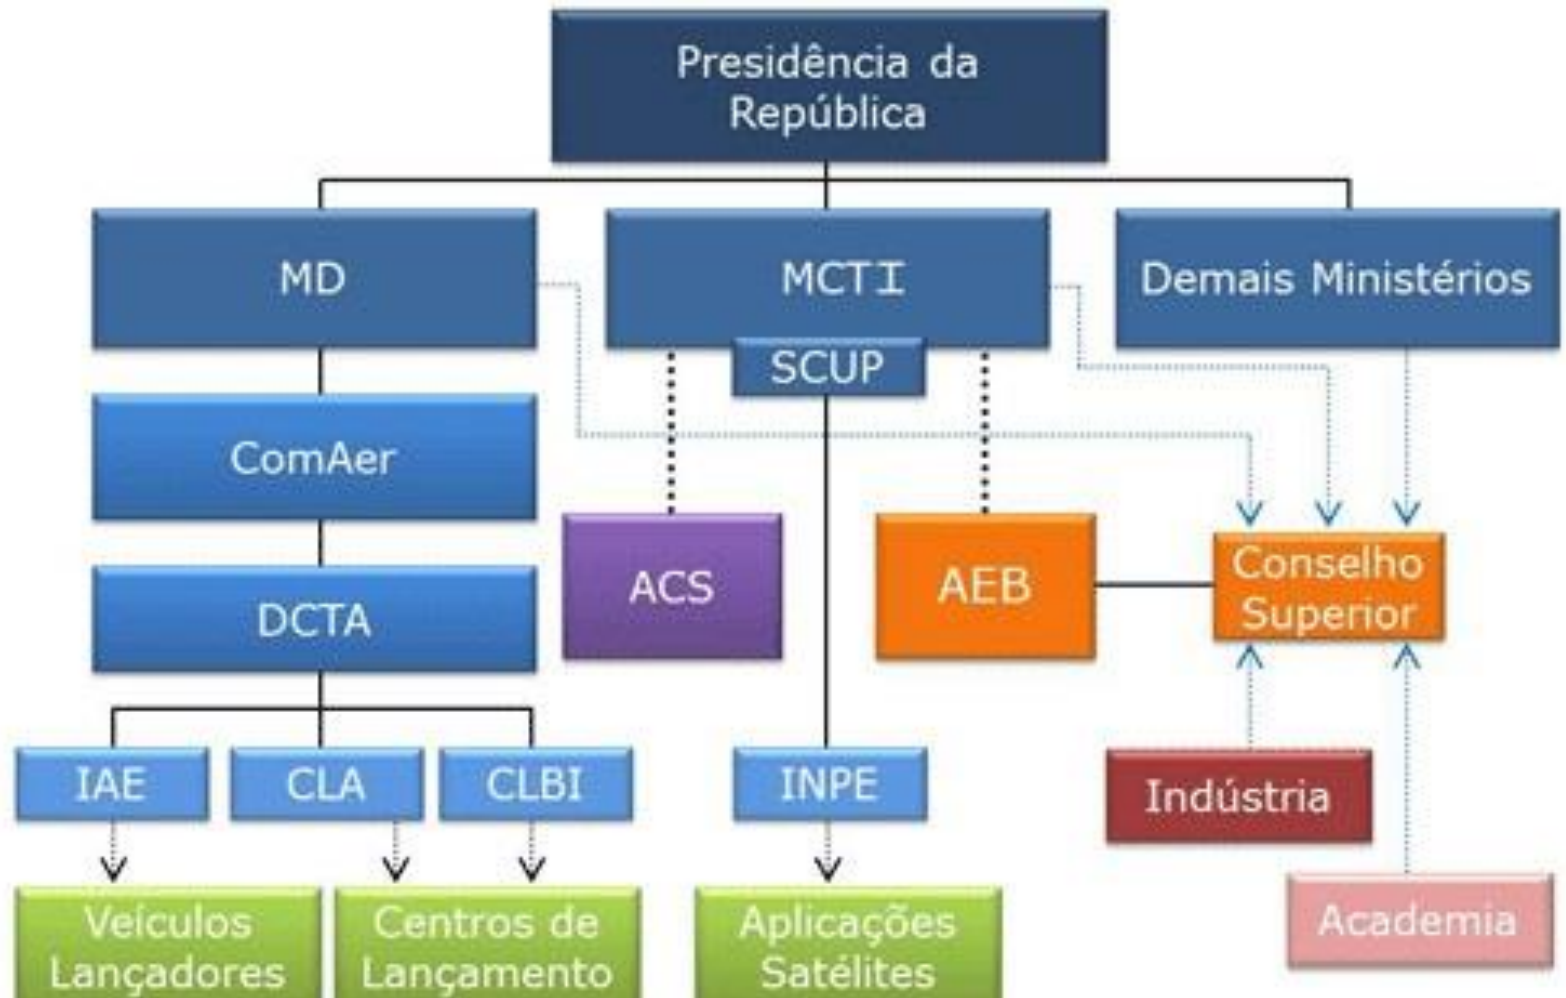 Presidência da
República
MD
MCTI
Demais Ministérios
SCUP
ComAer
ACS
AEB
Conselho
Superior
DCTA
IAE
CLA
CLBI
INPE
Indústria
Veículos
Lançadores
Centros de
Lançamento
Aplicações
Satélites
Academia